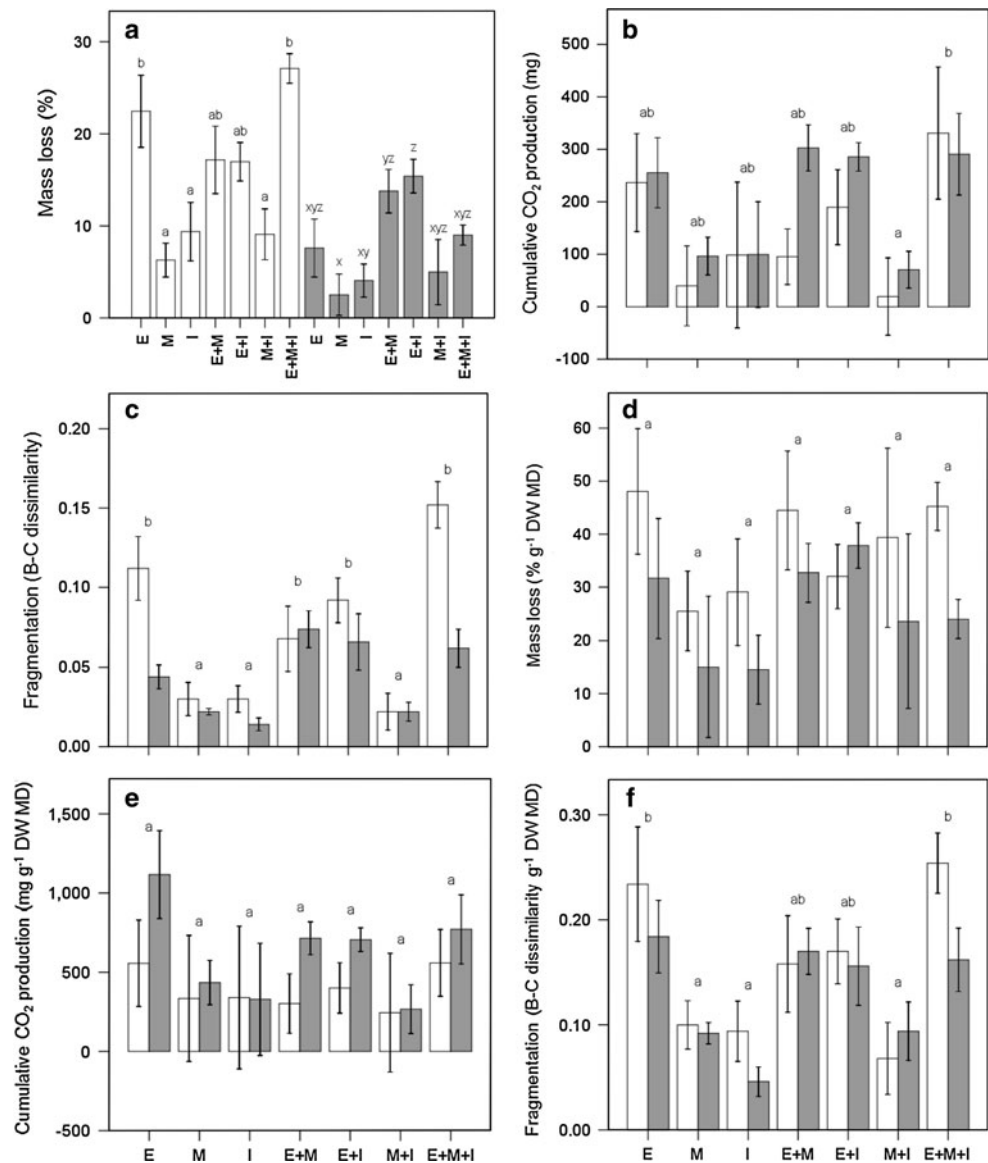 a
Mass loss (%)
30
20
10
0
b
a
a
ab
ab
a
b
xyz
x
xy
yz
z
xyz
xyz
E
M
I
E+M
E+I
M+I
E+M+I
E
M
I
E+M
E+I
M+I
E+M+I
b
Cumulative CO₂ production (mg)
500
400
300
200
100
0
-100
ab
ab
ab
ab
ab
a
b
c
Fragmentation (B-C dissimilarity)
0.20
0.15
0.10
0.05
0.00
b
a
a
b
b
a
b
d
Mass loss (% g⁻¹ DW MD)
60
50
40
30
20
10
0
a
a
a
a
a
a
a
e
Cumulative CO₂ production (mg g⁻¹ DW MD)
1,500
1,000
500
0
-500
a
a
a
a
a
a
a
E M I E+M E+I M+I E+M+I
f
Fragmentation (B-C dissimilarity g⁻¹ DW MD)
0.30
0.20
0.10
0.00
b
a
a
ab
ab
a
b
E M I E+M E+I M+I E+M+I